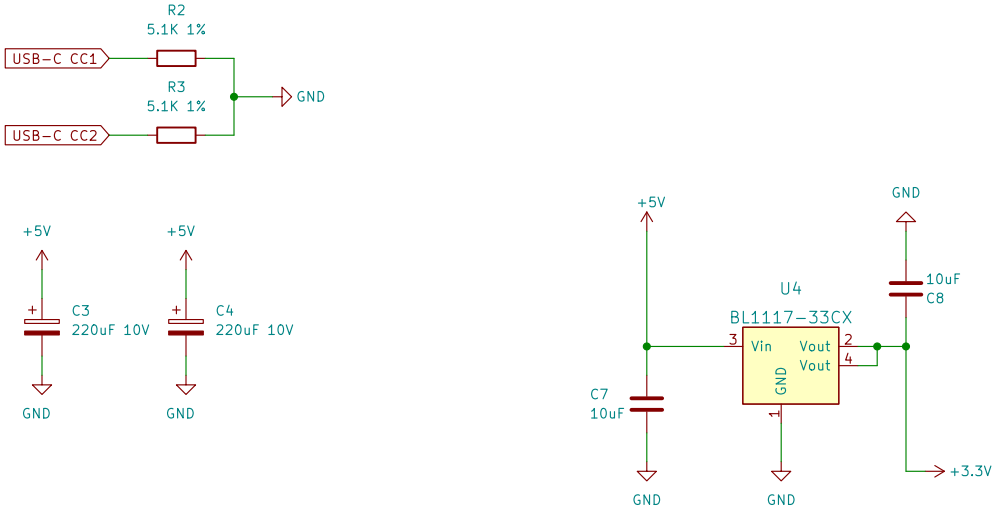 R2
5.1K 1%
USB-C CC1
R3
5.1K 1%
GND
USB-C CC2
+5V
+5V
C3
220uF 10V
C4
220uF 10V
GND
GND
+5V
GND
10uF
C8
U4
BL1117-33CX
3
Vin
Vout
2
Vout
4
GND
1
C7
10uF
+3.3V
GND
GND